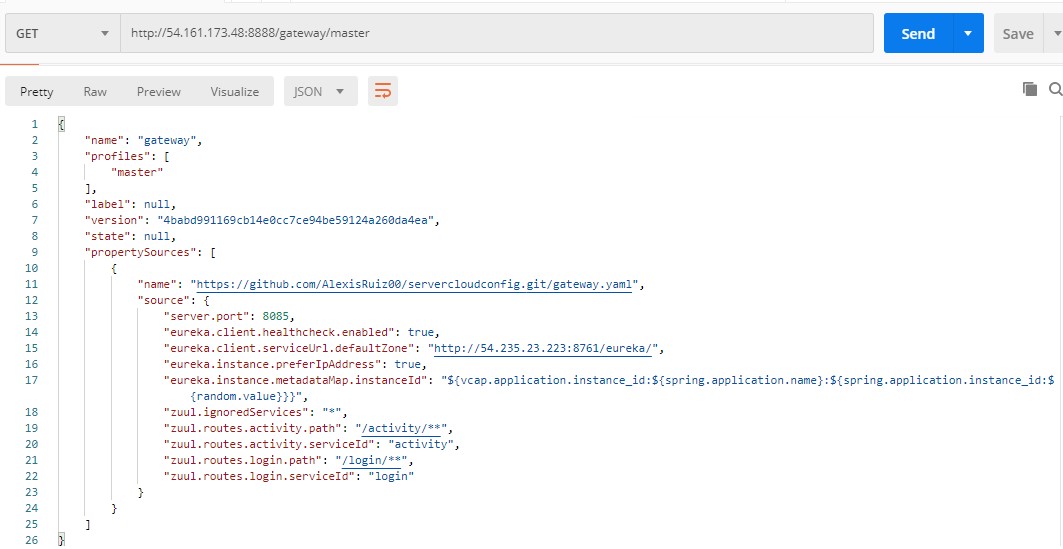 GET http://54.161.173.48:8888/gateway/master Send Save
Pretty Raw Preview Visualize JSON
1 {
2 "name": "gateway",
3 "profiles": [
4 "master"
5 ],
6 "label": null,
7 "version": "4babd991169cb14e0cc7ce94be59124a260da4ea",
8 "state": null,
9 "propertySources": [
10 {
11 "name": "https://github.com/AlexisRuiz00/servercloudconfig.git/gateway.yaml",
12 "source": {
13 "server.port": 8085,
14 "eureka.client.healthcheck.enabled": true,
15 "eureka.client.serviceUrl.defaultZone": "http://54.235.23.223:8761/eureka/",
16 "eureka.instance.preferIpAddress": true,
17 "eureka.instance.metadataMap.instanceId": "${vcap.application.instance_id:${spring.application.name}:${spring.application.instance_id:$
{random.value}}}",
18 "zuul.ignoredServices": "*",
19 "zuul.routes.activity.path": "/activity/**",
20 "zuul.routes.activity.serviceId": "activity",
21 "zuul.routes.login.path": "/login/**",
22 "zuul.routes.login.serviceId": "login"
23 }
24 }
25 ]
26 }